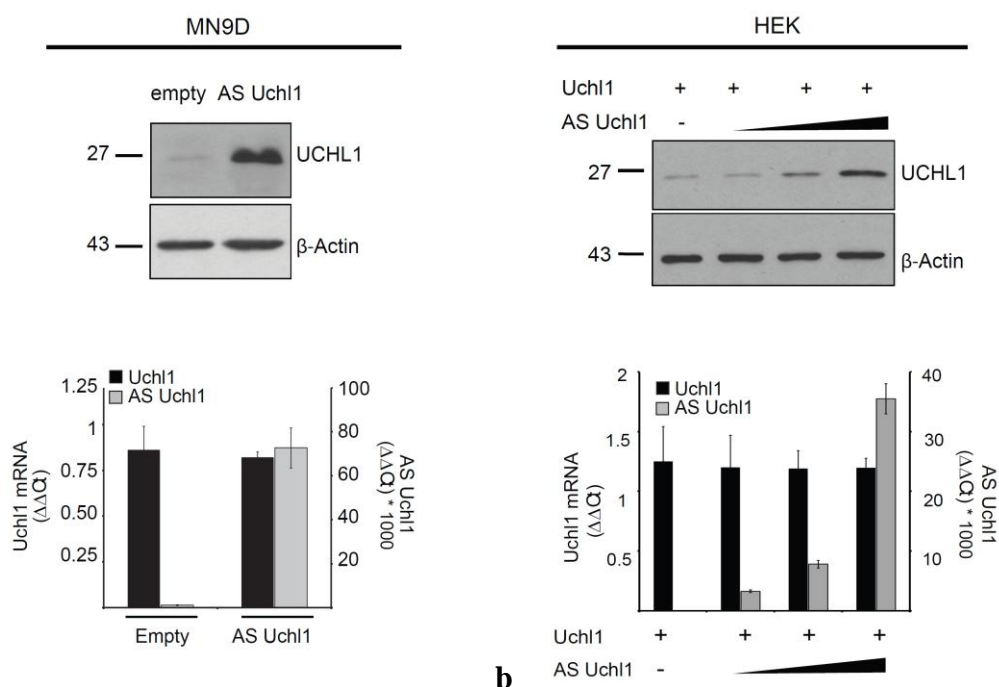 MN9D
empty AS Uchl1
27
UCHL1
43
β-Actin
HEK
Uchl1 + + + +
AS Uchl1 -
27
UCHL1
43
β-Actin
Uchl1
AS Uchl1
1.25
1
0.75
0.50
0.25
Uchl1 mRNA
(ΔΔCt)
100
80
60
40
20
AS Uchl1
(ΔΔCt) * 1000
Empty AS Uchl1
Uchl1
AS Uchl1
2
1.5
1
0.5
Uchl1 mRNA
(ΔΔCt)
40
30
20
10
AS Uchl1
(ΔΔCt) * 1000
Uchl1 + + + +
AS Uchl1 -
b